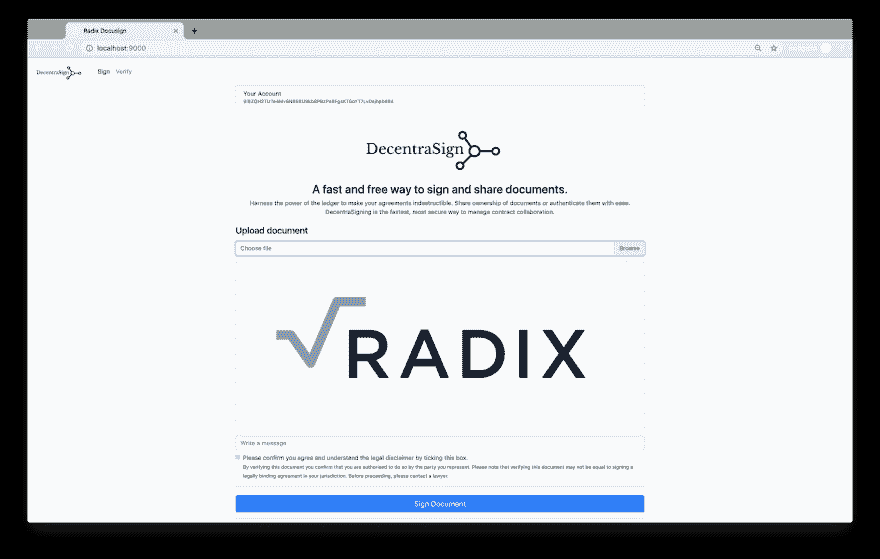 Radix Docusign
localhost:9000
DecentraSign
Sign Verify
Your Account
DecentraSign
A fast and free way to sign and share documents.
Harness the power of the ledger to make your agreements indestructible. Share ownership of documents or authenticate them with ease.
DecentraSigning is the fastest, most secure way to manage contract collaboration.
Upload document
Choose file Browse
RADIX
Write a message
Please confirm you agree and understand the legal disclaimer by ticking this box.
By verifying this document you confirm that you are authorised to do so by the party you represent. Please note that verifying this document may not be equal to signing a
legally binding agreement in your jurisdiction. Before proceeding, please contact a lawyer.
Sign Document